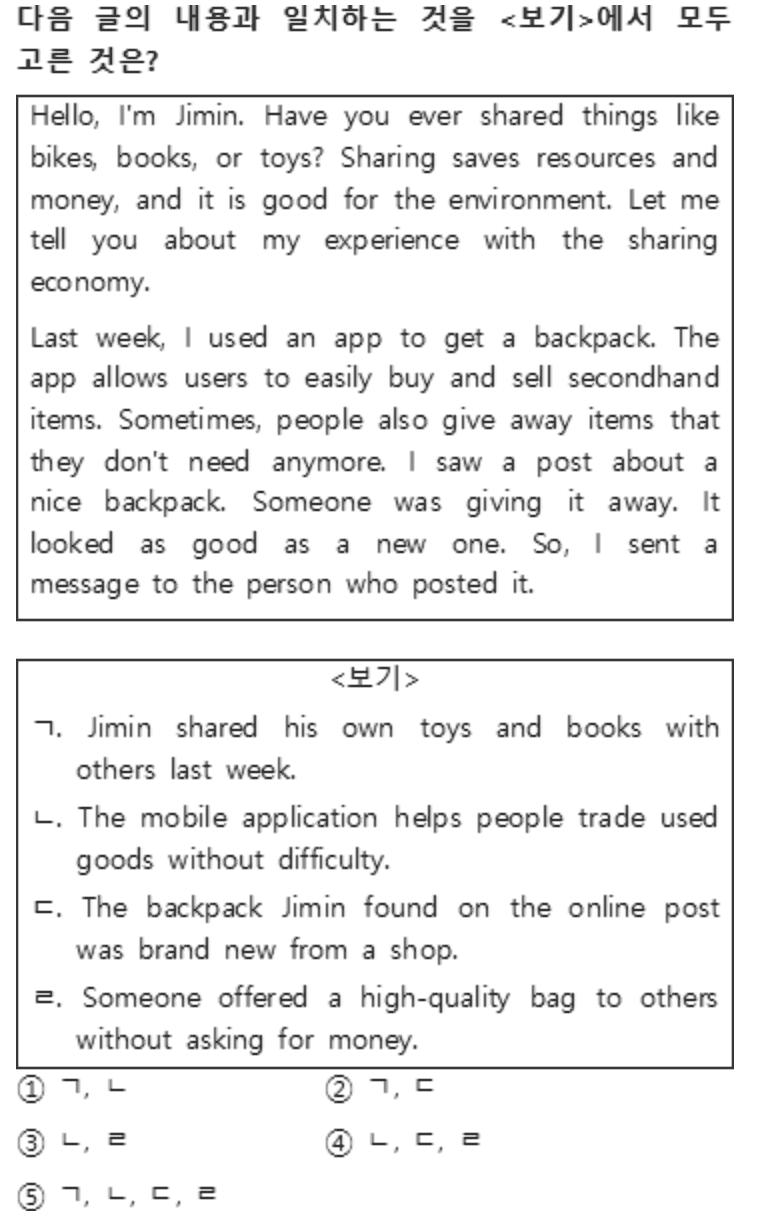 다음 글의 내용과 일치하는 것을 <보기>에서 모두
고른 것은?
Hello, I'm Jimin. Have you ever shared things like
bikes, books, or toys? Sharing saves resources and
money, and it is good for the environment. Let me
tell you about my experience with the sharing
economy.
Last week, I used an app to get a backpack. The
app allows users to easily buy and sell secondhand
items. Sometimes, people also give away items that
they don't need anymore. I saw a post about a
nice backpack. Someone was giving it away. It
looked as good as a new one. So, I sent a
message to the person who posted it.
<보기>
ㄱ. Jimin shared his own toys and books with
others last week.
ㄴ. The mobile application helps people trade used
goods without difficulty.
ㄷ. The backpack Jimin found on the online post
was brand new from a shop.
ㄹ. Someone offered a high-quality bag to others
without asking for money.
① ㄱ, ㄴ ② ㄱ, ㄷ
③ ㄴ, ㄹ ④ ㄴ, ㄷ, ㄹ
⑤ ㄱ, ㄴ, ㄷ, ㄹ